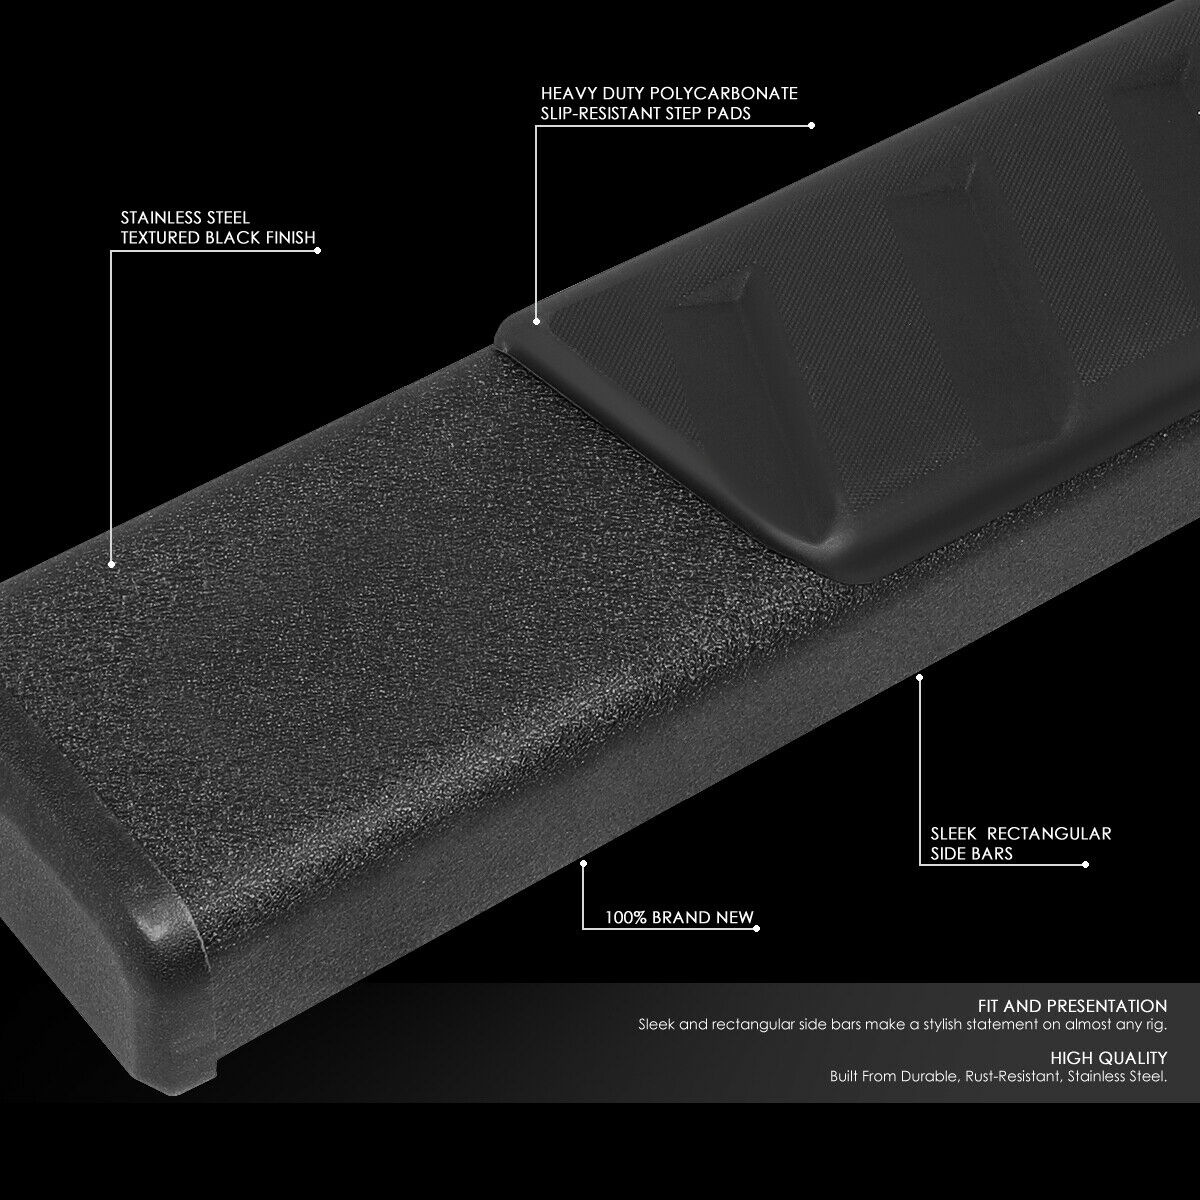 HEAVY DUTY POLYCARBONATE
SLIP-RESISTANT STEP PADS
STAINLESS STEEL
TEXTURED BLACK FINISH
SLEEK RECTANGULAR
SIDE BARS
100% BRAND NEW
FIT AND PRESENTATION
Sleek and rectangular side bars make a stylish statement on almost any rig.
HIGH QUALITY
Built From Durable, Rust-Resistant, Stainless Steel.